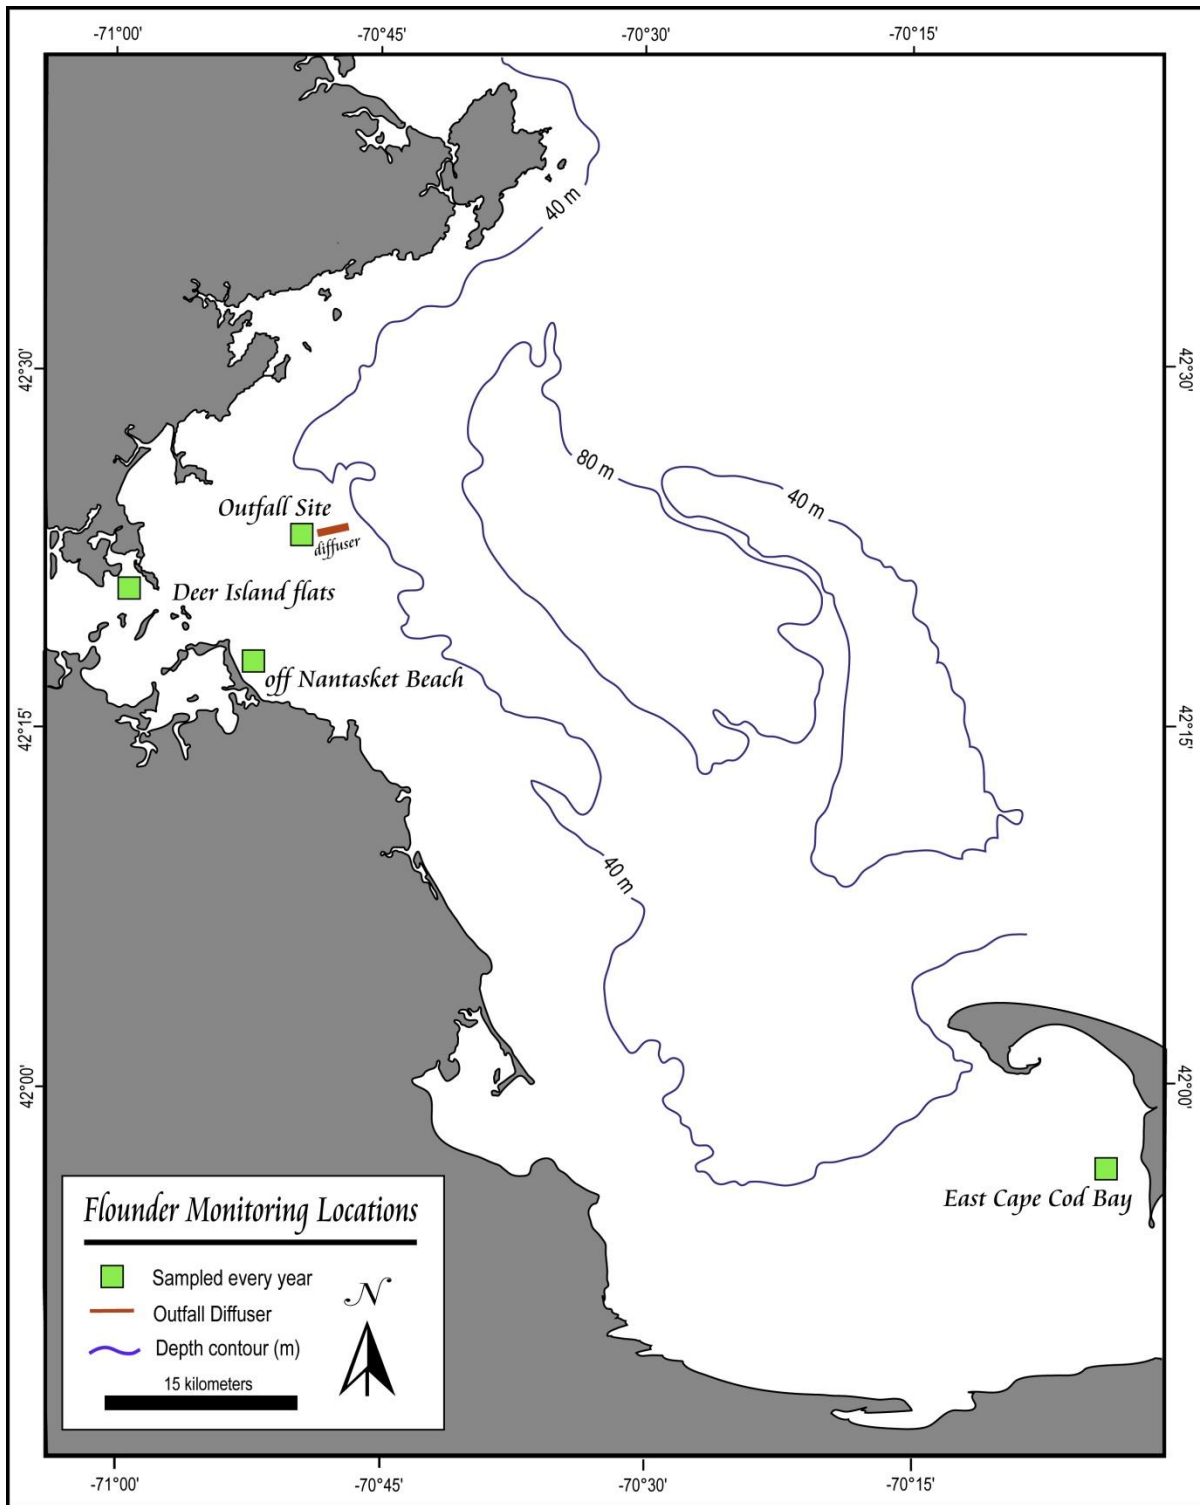 -71°00'
-70°45'
-70°30'
-70°15'
40 m
42°30'
42°30'
80 m
40 m
Outfall Site
diffuser
Deer Island flats
off Nantasket Beach
42°15'
42°15'
40 m
42°00'
42°00'
East Cape Cod Bay
Flounder Monitoring Locations
Sampled every year
N
Outfall Diffuser
Depth contour (m)
15 kilometers
-71°00'
-70°45'
-70°30'
-70°15'